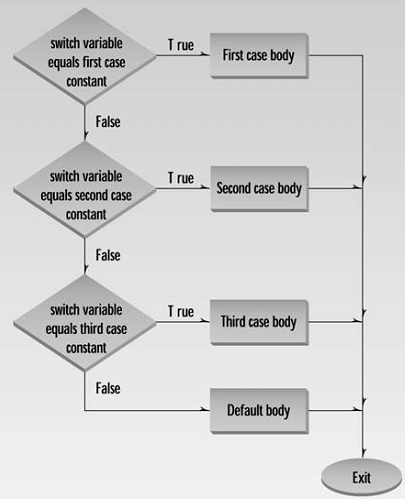 switch variable
equals first case
constant
T rue
First case body
False
switch variable
equals second case
constant
T rue
Second case body
False
switch variable
equals third case
constant
T rue
Third case body
False
Default body
Exit